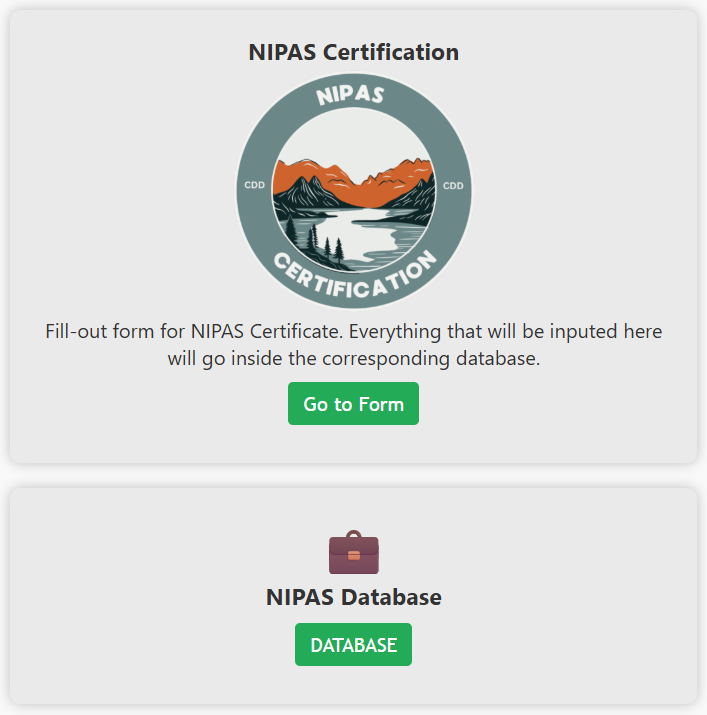 NIPAS Certification
NIPAS
CDD
CDD
CERTIFICATION
Fill-out form for NIPAS Certificate. Everything that will be inputed here
will go inside the corresponding database.
Go to Form
NIPAS Database
DATABASE